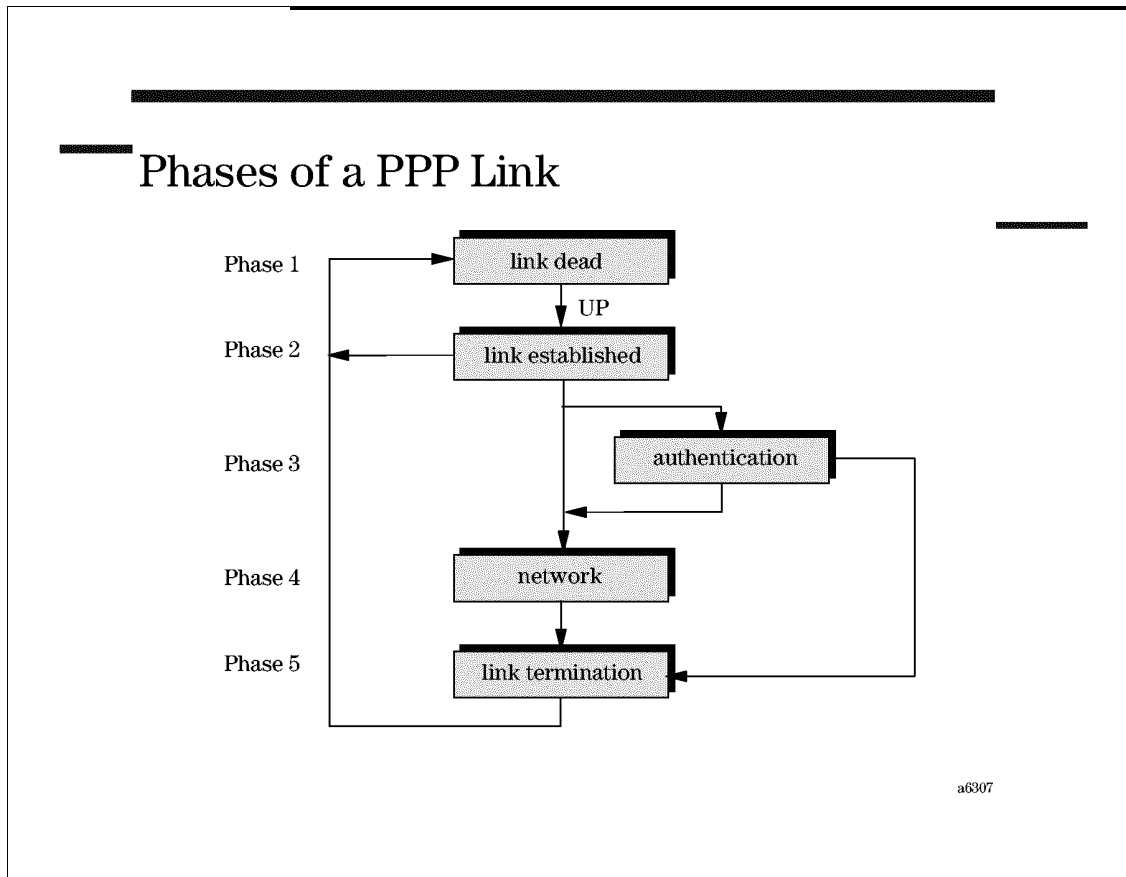 Phases of a PPP Link
Phase 1
link dead
UP
Phase 2
link established
Phase 3
authentication
Phase 4
network
Phase 5
link termination
a6307